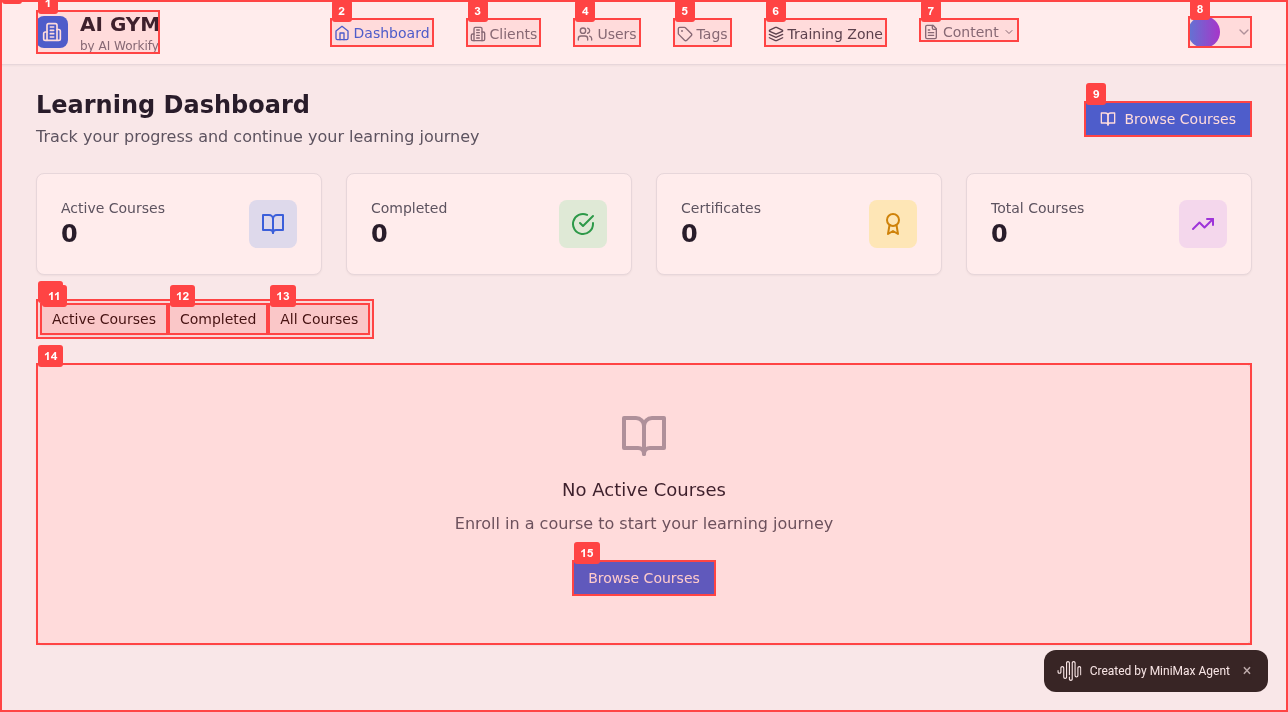 1
AI GYM
by AI Workify
2
Dashboard
3
Clients
4
Users
5
Tags
6
Training Zone
7
Content
8
Learning Dashboard
Track your progress and continue your learning journey
9
Browse Courses
Active Courses
0
Completed
0
Certificates
0
Total Courses
0
11
Active Courses
12
Completed
13
All Courses
14
No Active Courses
Enroll in a course to start your learning journey
15
Browse Courses
Created by MiniMax Agent ×